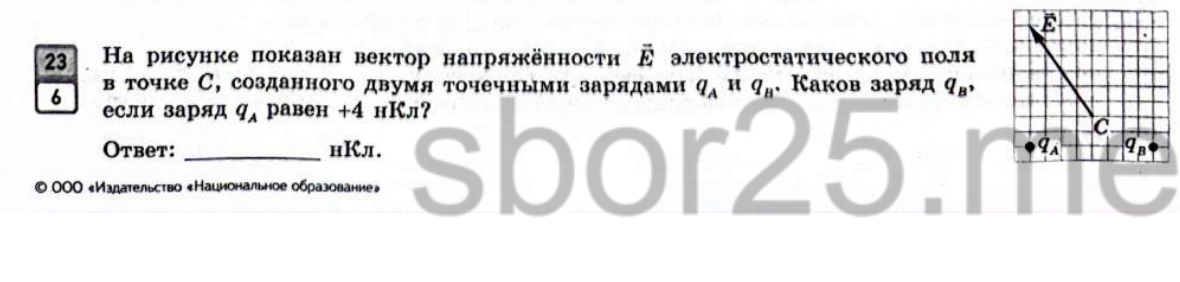 23
6
На рисунке показан вектор напряжённости E⃗ электростатического поля
в точке C, созданного двумя точечными зарядами q_A и q_B. Каков заряд q_B,
если заряд q_A равен +4 нКл?
Ответ: ____________ нКл.
© ООО «Издательство «Национальное образование»
E⃗
C
q_A
q_B
sbor25.me